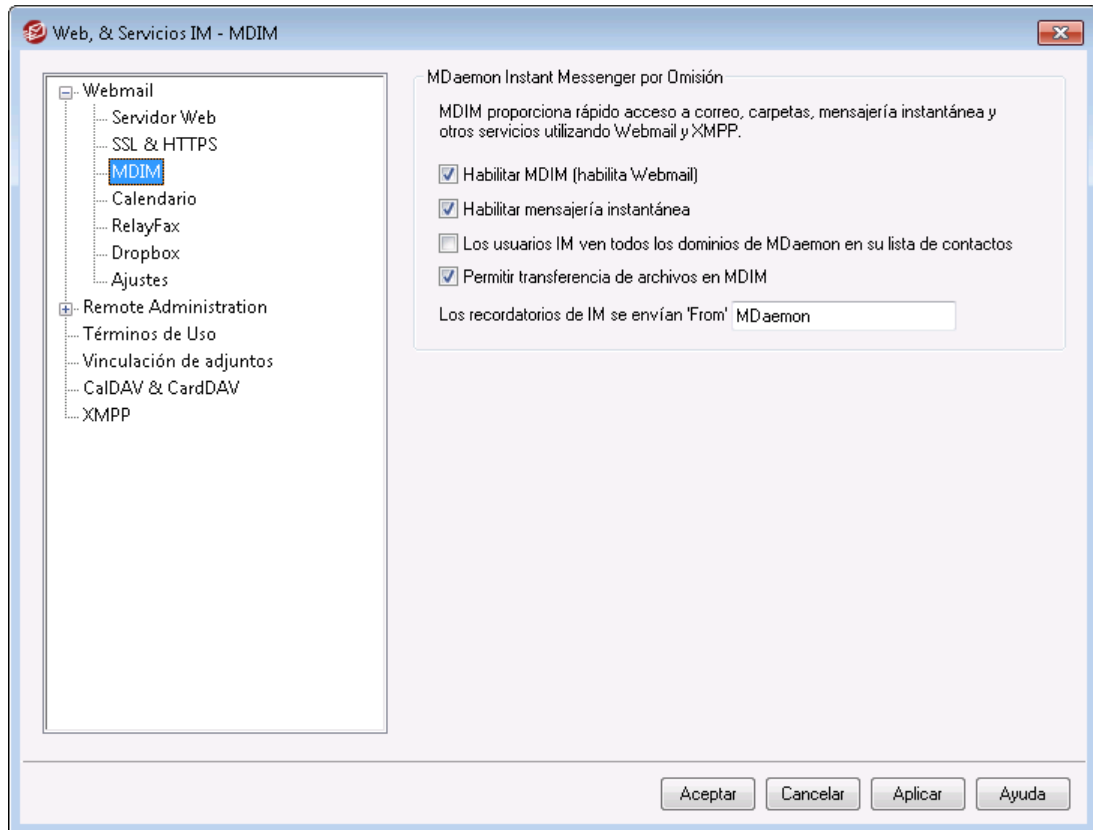 Web, & Servicios IM - MDIM
Webmail
Servidor Web
SSL & HTTPS
MDIM
Calendario
RelayFax
Dropbox
Ajustes
Remote Administration
Términos de Uso
Vinculación de adjuntos
CalDAV & CardDAV
XMPP
MDaemon Instant Messenger por Omisión
MDIM proporciona rápido acceso a correo, carpetas, mensajería instantánea y
otros servicios utilizando Webmail y XMPP.
Habilitar MDIM (habilita Webmail)
Habilitar mensajería instantánea
Los usuarios IM ven todos los dominios de MDaemon en su lista de contactos
Permitir transferencia de archivos en MDIM
Los recordatorios de IM se envían 'From' MDaemon
Aceptar Cancelar Aplicar Ayuda